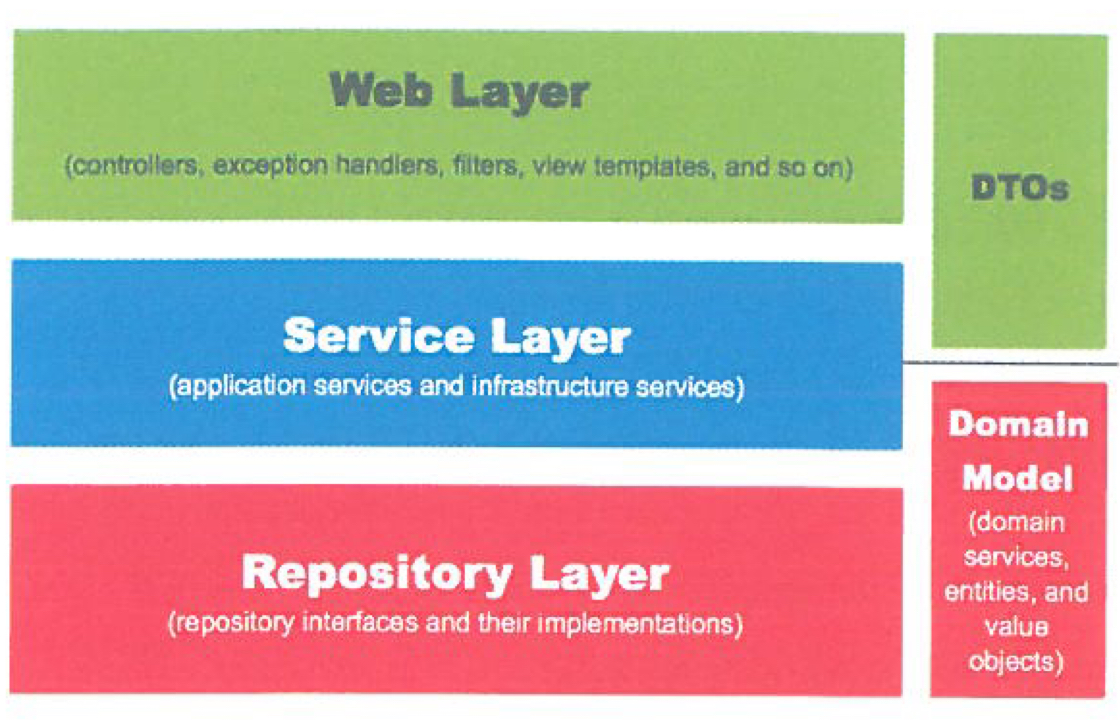 Web Layer
(controllers, exception handlers, filters, view templates, and so on)
DTOs
Service Layer
(application services and infrastructure services)
Repository Layer
(repository interfaces and their implementations)
Domain
Model
(domain
services,
entities, and
value
objects)